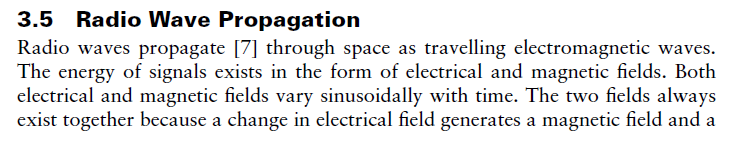 3.5 Radio Wave Propagation
Radio waves propagate [7] through space as travelling electromagnetic waves.
The energy of signals exists in the form of electrical and magnetic fields. Both
electrical and magnetic fields vary sinusoidally with time. The two fields always
exist together because a change in electrical field generates a magnetic field and a